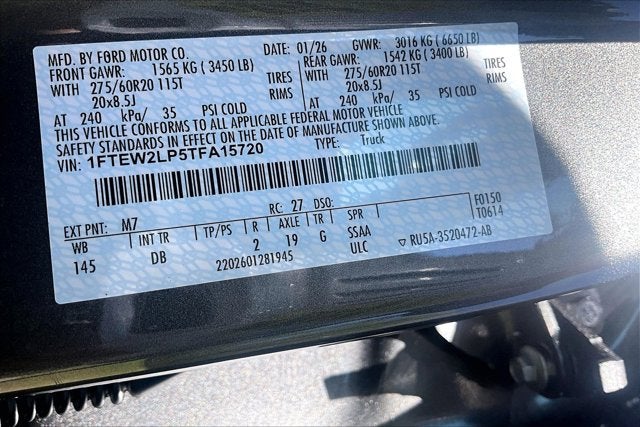 MFD. BY FORD MOTOR CO. DATE: 01/26 GVWR: 3016 KG ( 6650 LB)
FRONT GAWR: 1565 KG ( 3450 LB) REAR GAWR: 1542 KG ( 3400 LB)
WITH 275/60R20 115T TIRES WITH 275/60R20 115T TIRES
20x8.5J RIMS 20x8.5J RIMS
AT 240 kPa/ 35 PSI COLD AT 240 kPa/ 35 PSI COLD
THIS VEHICLE CONFORMS TO ALL APPLICABLE FEDERAL MOTOR VEHICLE
SAFETY STANDARDS IN EFFECT ON THE DATE OF MANUFACTURE SHOWN ABOVE.
VIN: 1FTEW2LP5TFA15720 TYPE: Truck
EXT PNT: M7 RC: 27 DSO: F0150
WB INT TR TP/PS R AXLE TR SPR T0614
145 DB 2 19 G SSAA
2202601281945 ULC ▽ RU5A-3520472-AB